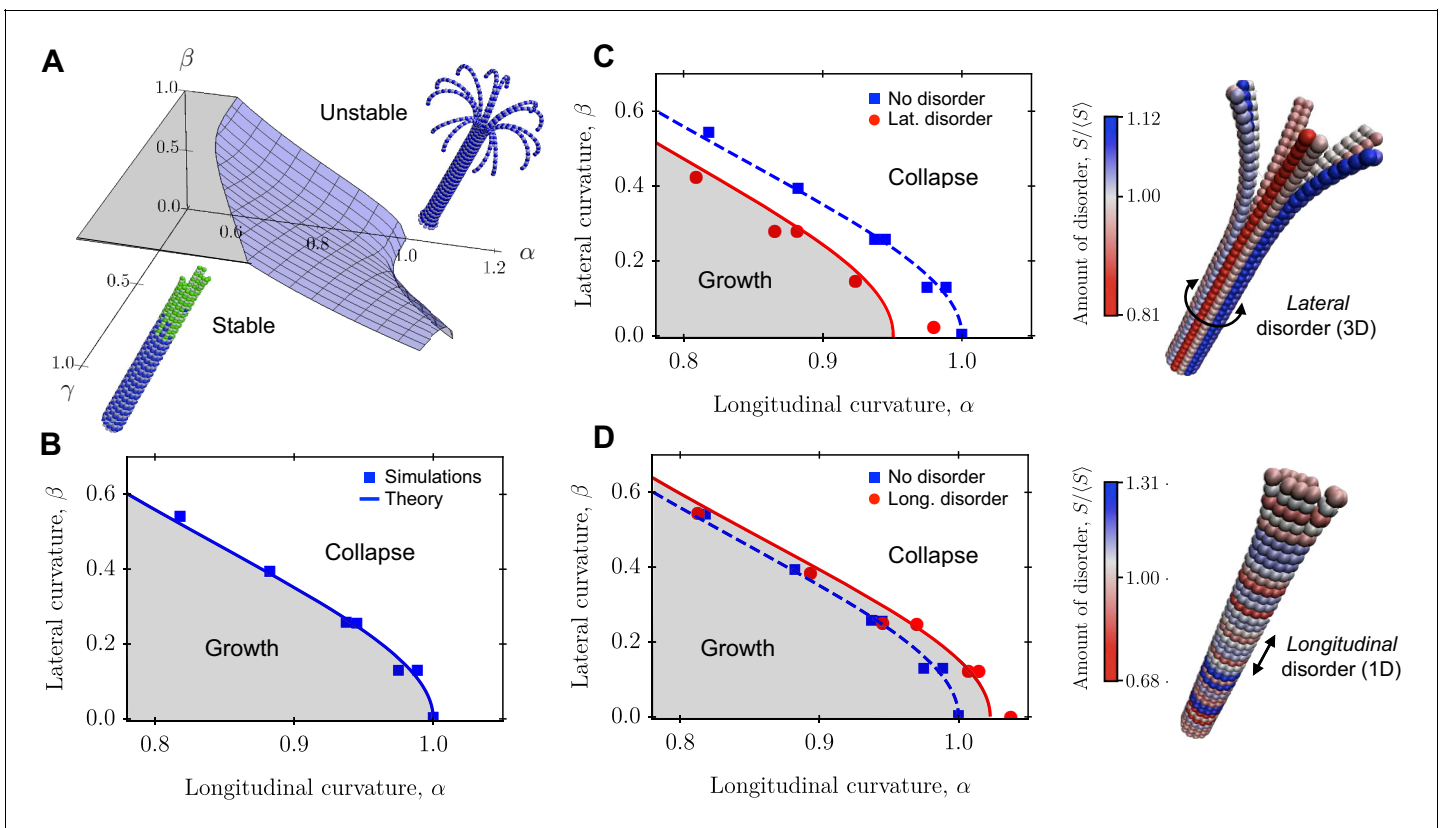 A
β
1.0
0.5
0.0
0.6
0.8
1.0
1.2
α
0.5
1.0
γ
Unstable
Stable
B
Lateral curvature, β
0.6
0.4
0.2
0.0
0.8
0.9
1.0
Longitudinal curvature, α
Simulations
Theory
Collapse
Growth
C
Lateral curvature, β
0.6
0.4
0.2
0.0
0.8
0.9
1.0
Longitudinal curvature, α
No disorder
Lat. disorder
Collapse
Growth
Amount of disorder, S/⟨S⟩
1.12
1.00
0.81
Lateral
disorder (3D)
D
Lateral curvature, β
0.6
0.4
0.2
0.0
0.8
0.9
1.0
Longitudinal curvature, α
No disorder
Long. disorder
Collapse
Growth
Amount of disorder, S/⟨S⟩
1.31
1.00
0.68
Longitudinal
disorder (1D)